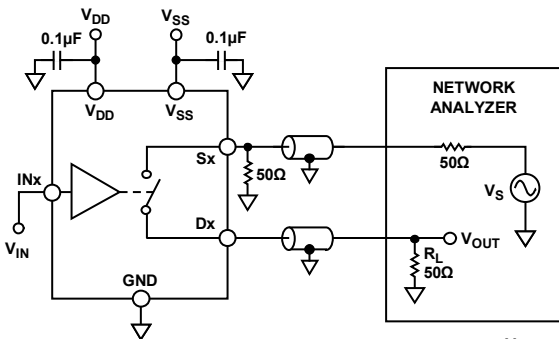 VDD
VSS
0.1µF
0.1µF
VDD
VSS
NETWORK
ANALYZER
Sx
50Ω
50Ω
INx
VS
Dx
VOUT
VIN
RL
50Ω
GND